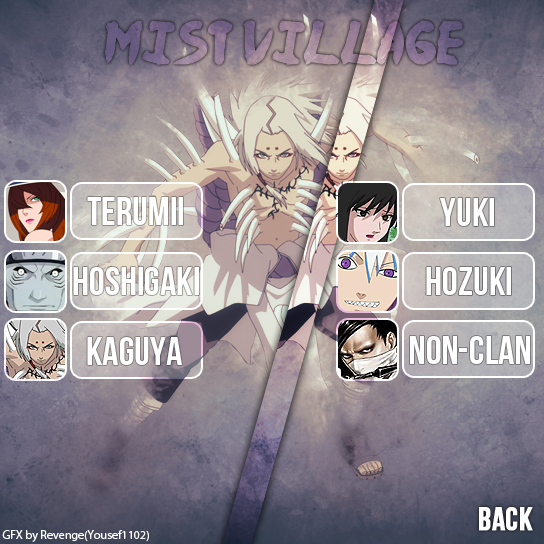 MIST VILLAGE
TERUMII
YUKI
HOSHIGAKI
HOZUKI
KAGUYA
NON-CLAN
BACK
GFX by Revenge(Yousef1102)